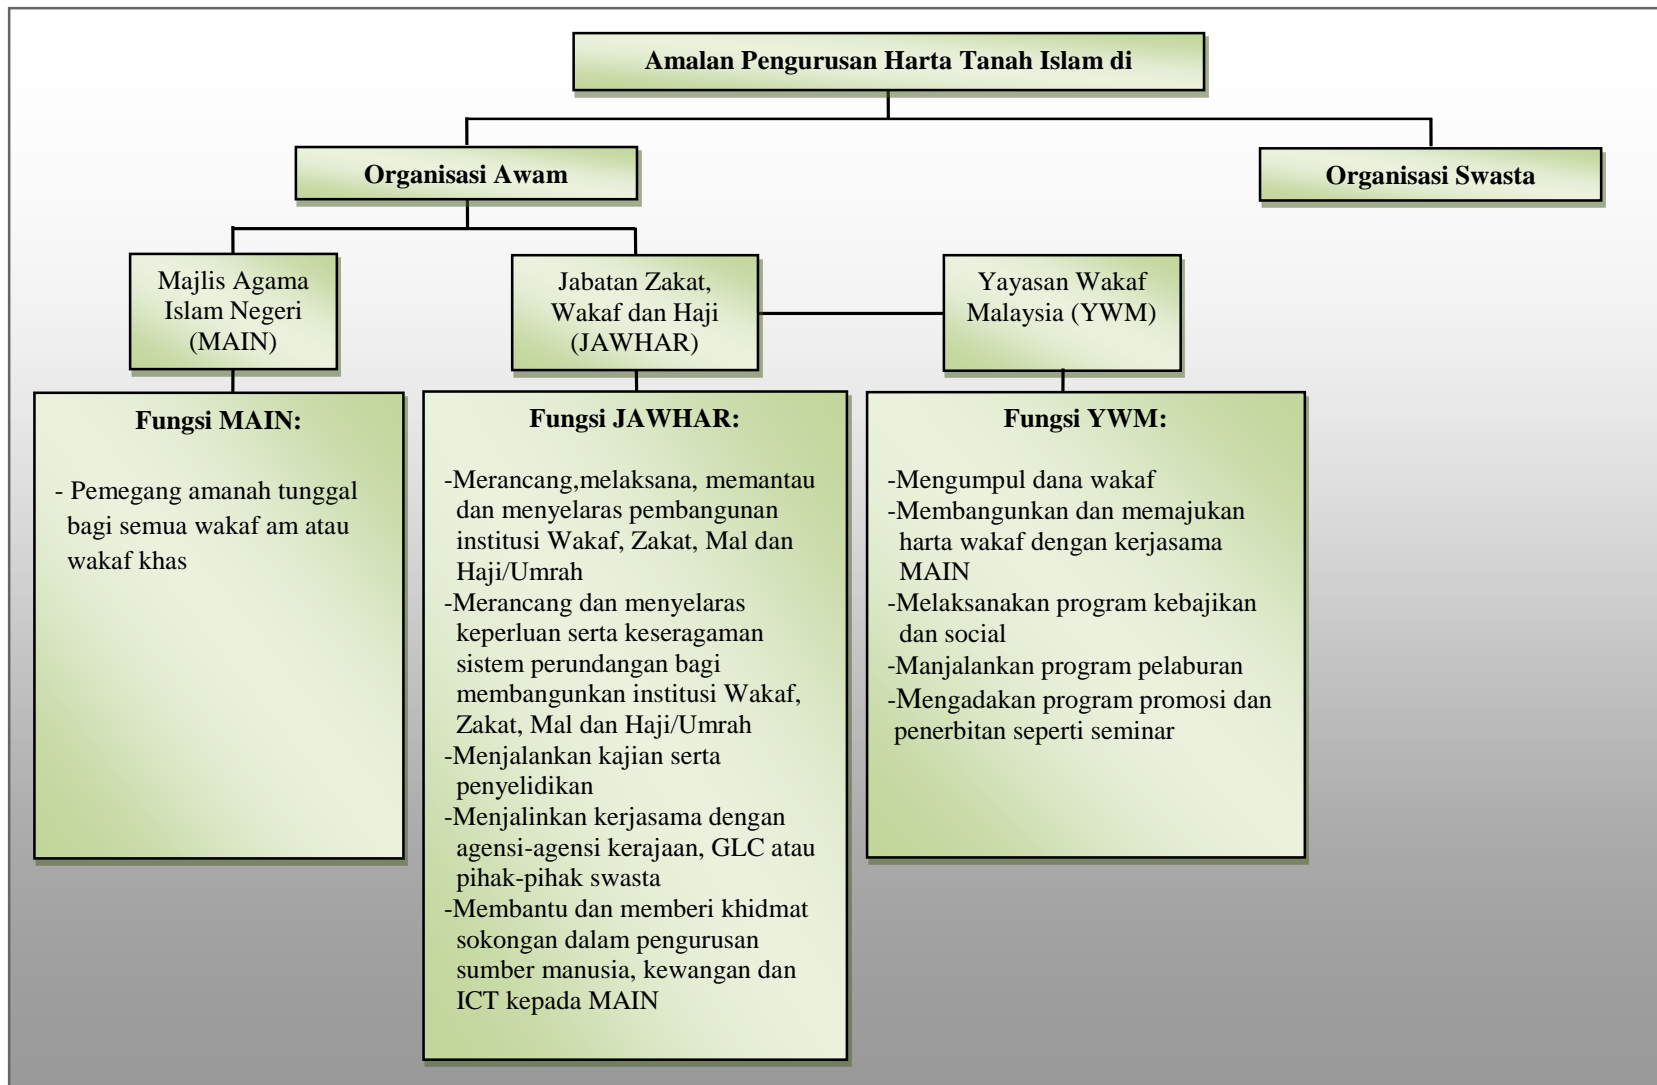 Amalan Pengurusan Harta Tanah Islam di
Organisasi Awam
Organisasi Swasta
Majlis Agama
Islam Negeri
(MAIN)
Jabatan Zakat,
Wakaf dan Haji
(JAWHAR)
Yayasan Wakaf
Malaysia (YWM)
Fungsi MAIN:
- Pemegang amanah tunggal
bagi semua wakaf am atau
wakaf khas
Fungsi JAWHAR:
-Merancang,melaksana, memantau
dan menyelaras pembangunan
institusi Wakaf, Zakat, Mal dan
Haji/Umrah
-Merancang dan menyelaras
keperluan serta keseragaman
sistem perundangan bagi
membangunkan institusi Wakaf,
Zakat, Mal dan Haji/Umrah
-Menjalankan kajian serta
penyelidikan
-Menjalinkan kerjasama dengan
agensi-agensi kerajaan, GLC atau
pihak-pihak swasta
-Membantu dan memberi khidmat
sokongan dalam pengurusan
sumber manusia, kewangan dan
ICT kepada MAIN
Fungsi YWM:
-Mengumpul dana wakaf
-Membangunkan dan memajukan
harta wakaf dengan kerjasama
MAIN
-Melaksanakan program kebajikan
dan social
-Manjalankan program pelaburan
-Mengadakan program promosi dan
penerbitan seperti seminar